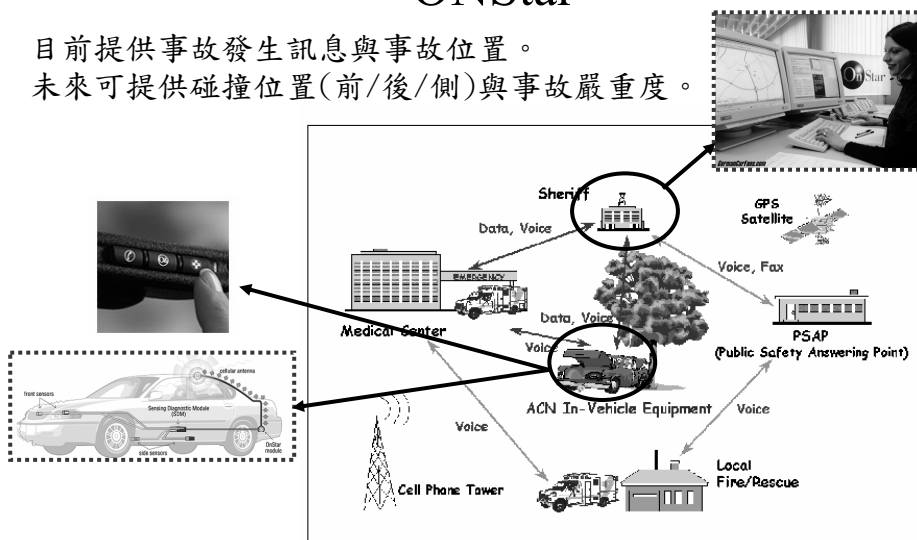 ONStar
目前提供事故發生訊息與事故位置。
未來可提供碰撞位置(前/後/側)與事故嚴重度。
OnStar
GermanCarFans.com
Sheriff
GPS
Satellite
Data, Voice
Voice, Fax
EMERGENCY
Medical Center
Data, Voice
Voice
PSAP
(Public Safety Answering Point)
ACN In-Vehicle Equipment
cellular antenna
front sensors
Sensing Diagnostic Module
(SDM)
side sensors
OnStar
module
Voice
Voice
Cell Phone Tower
Local
Fire/Rescue